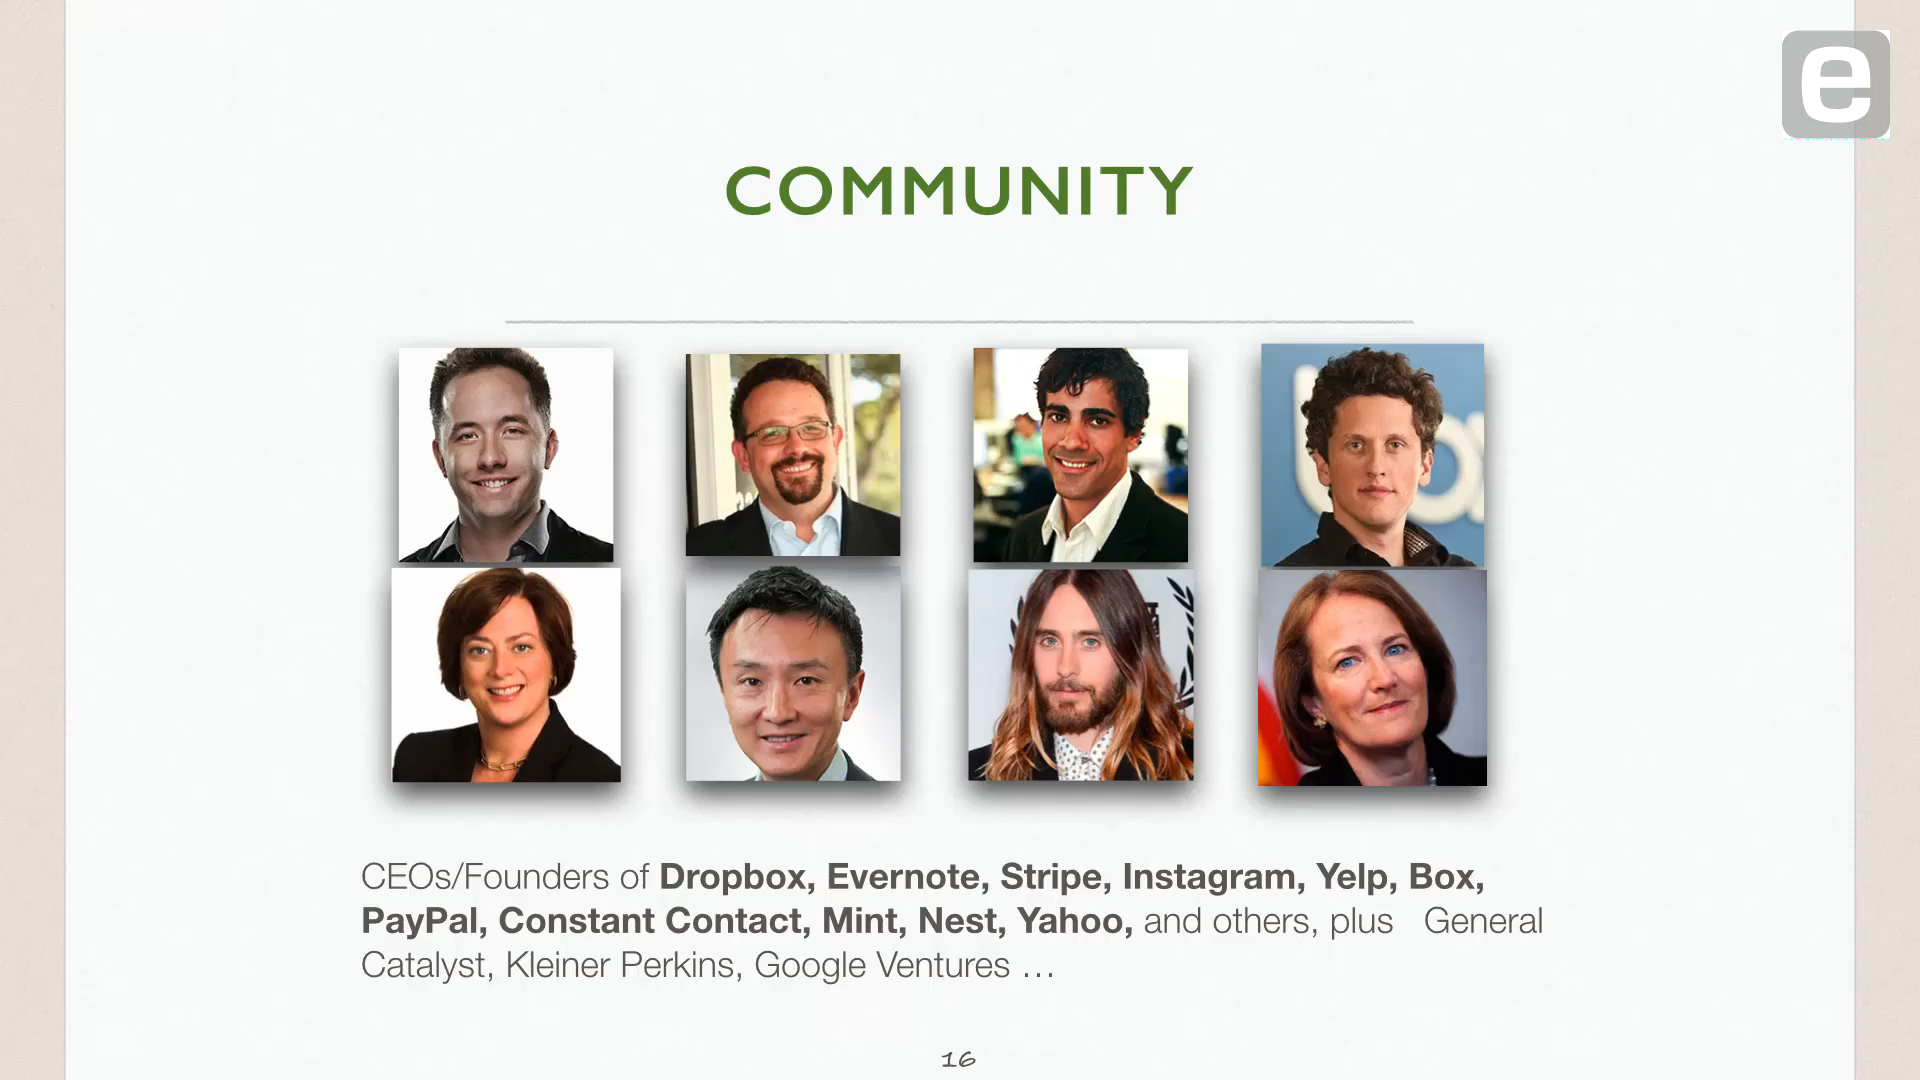 e
COMMUNITY
CEOs/Founders of Dropbox, Evernote, Stripe, Instagram, Yelp, Box,
PayPal, Constant Contact, Mint, Nest, Yahoo, and others, plus General
Catalyst, Kleiner Perkins, Google Ventures …
16